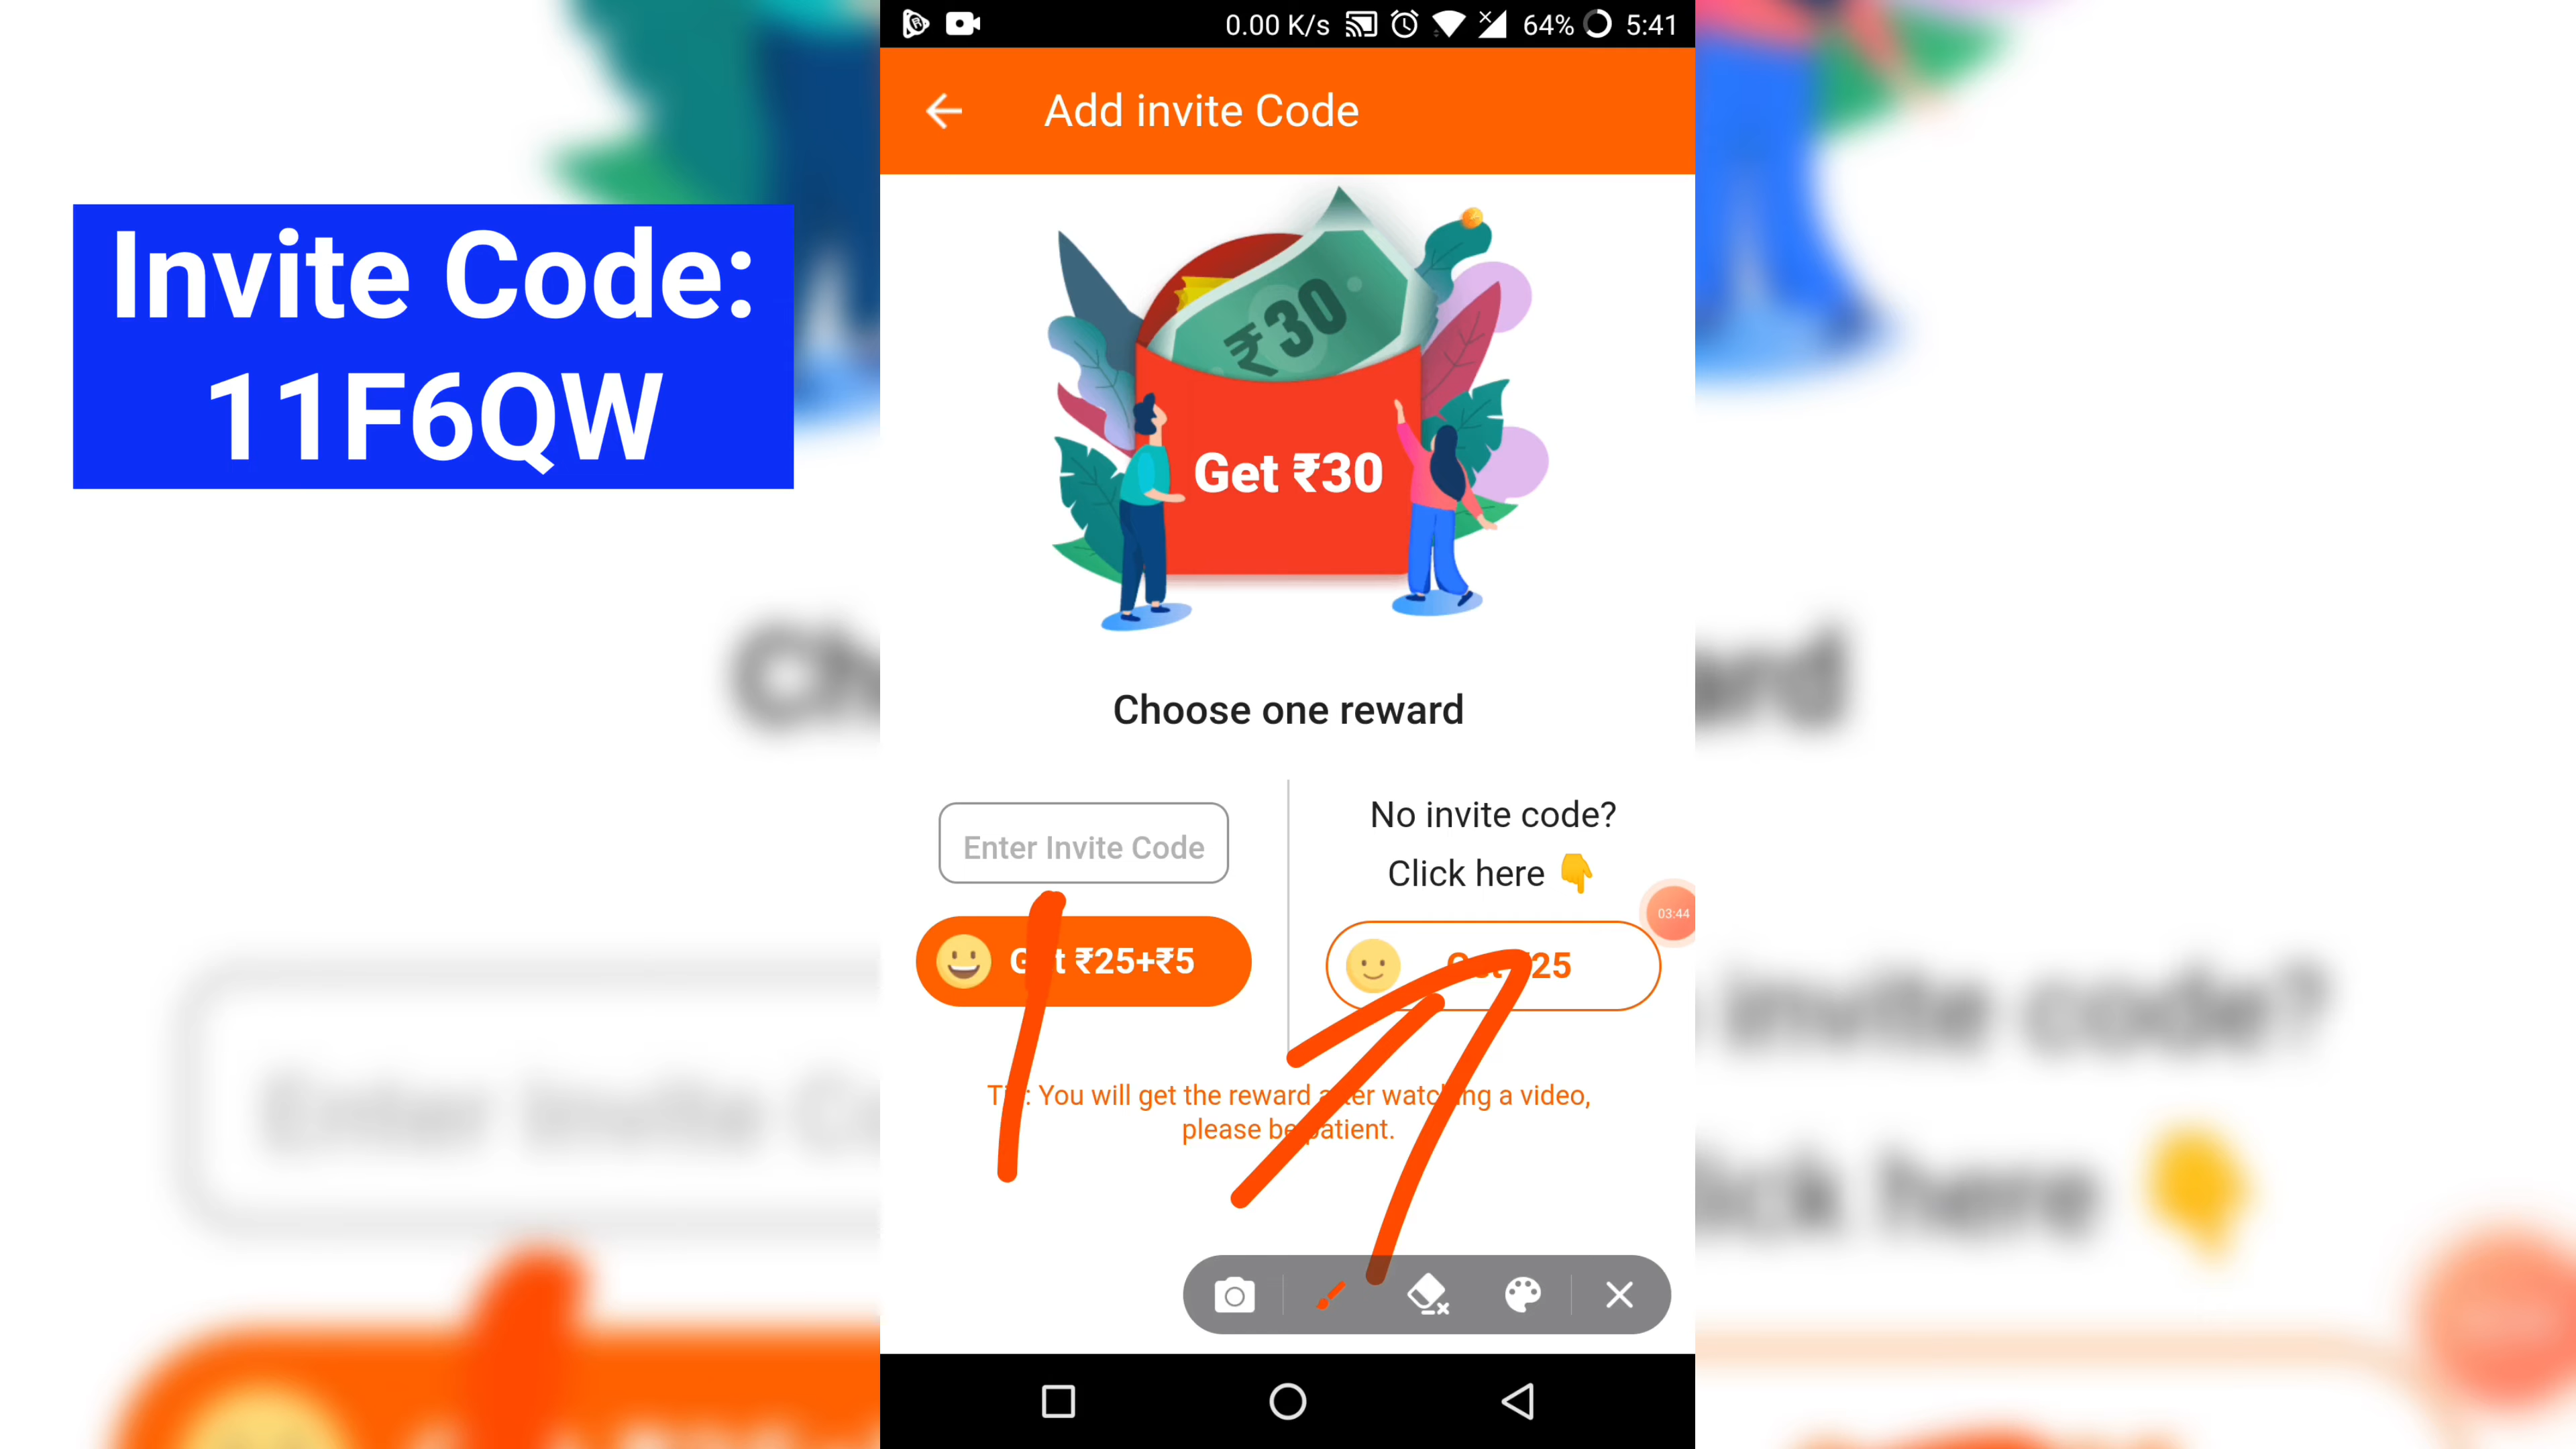 Invite Code:
11F6QW
0.00 K/s 64% 5:41
Add invite Code
₹30
Get ₹30
Choose one reward
Enter Invite Code
Get ₹25+₹5
No invite code?
Click here 👇
Get ₹25
03:44
Tip: You will get the reward after watching a video,
please be patient.